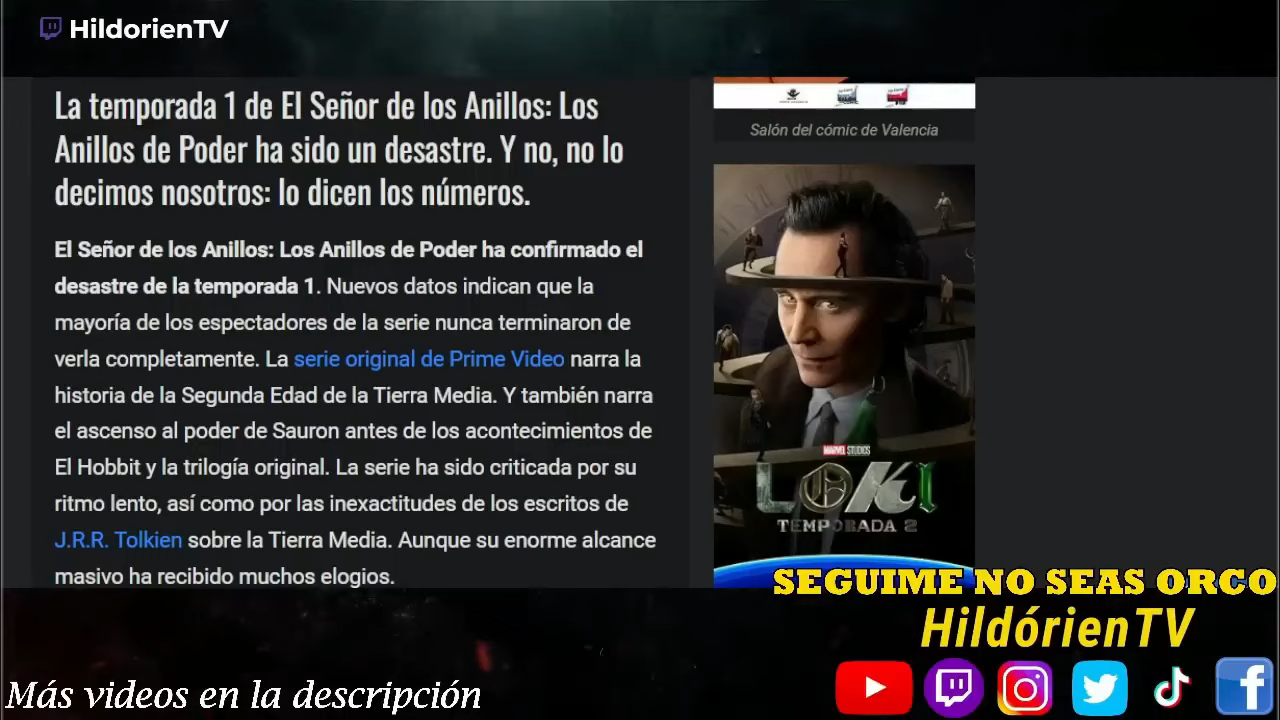 HildorienTV
La temporada 1 de El Señor de los Anillos: Los
Anillos de Poder ha sido un desastre. Y no, no lo
decimos nosotros: lo dicen los números.
El Señor de los Anillos: Los Anillos de Poder ha confirmado el
desastre de la temporada 1. Nuevos datos indican que la
mayoría de los espectadores de la serie nunca terminaron de
verla completamente. La serie original de Prime Video narra la
historia de la Segunda Edad de la Tierra Media. Y también narra
el ascenso al poder de Sauron antes de los acontecimientos de
El Hobbit y la trilogía original. La serie ha sido criticada por su
ritmo lento, así como por las inexactitudes de los escritos de
J.R.R. Tolkien sobre la Tierra Media. Aunque su enorme alcance
masivo ha recibido muchos elogios.
Salón del cómic de Valencia
MARVEL STUDIOS
LOKI
TEMPORADA 2
SEGUIME NO SEAS ORCO
HildórienTV
Más videos en la descripción